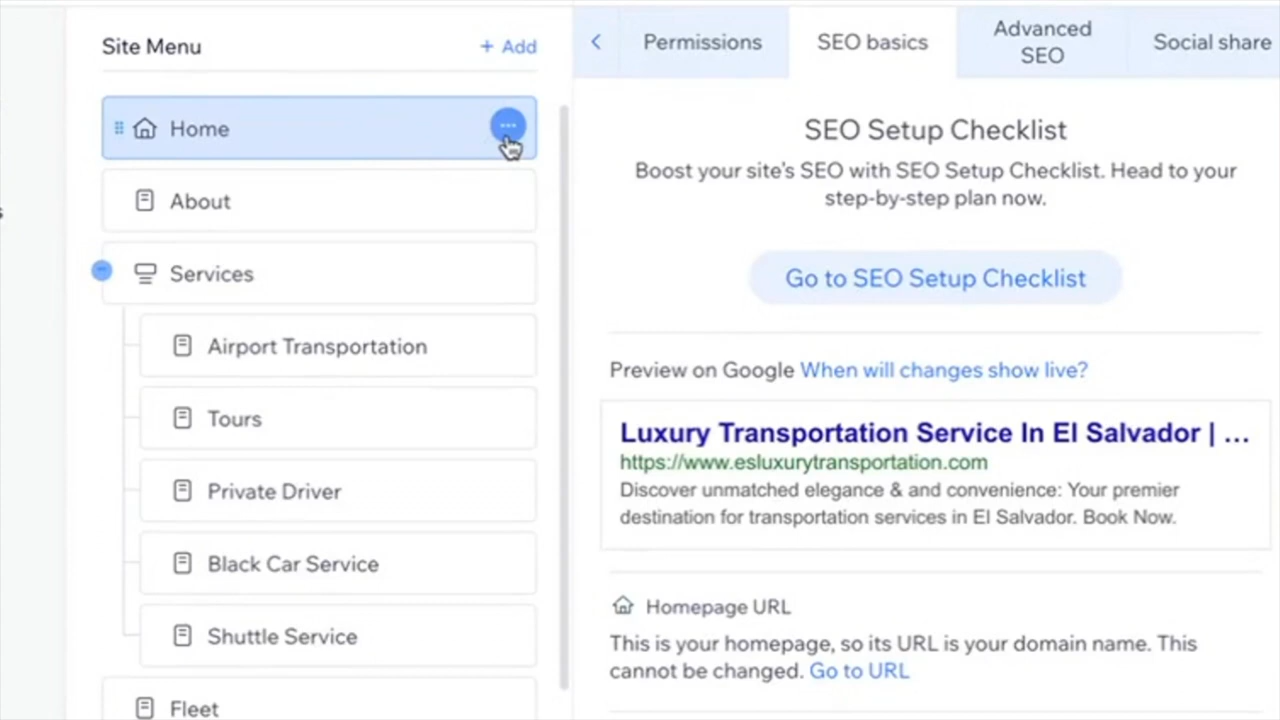 Site Menu
+ Add
Home
About
Services
Airport Transportation
Tours
Private Driver
Black Car Service
Shuttle Service
Fleet
Permissions
SEO basics
Advanced
SEO
Social share
SEO Setup Checklist
Boost your site's SEO with SEO Setup Checklist. Head to your
step-by-step plan now.
Go to SEO Setup Checklist
Preview on Google When will changes show live?
Luxury Transportation Service In El Salvador | ...
https://www.esluxurytransportation.com
Discover unmatched elegance & and convenience: Your premier
destination for transportation services in El Salvador. Book Now.
Homepage URL
This is your homepage, so its URL is your domain name. This
cannot be changed. Go to URL